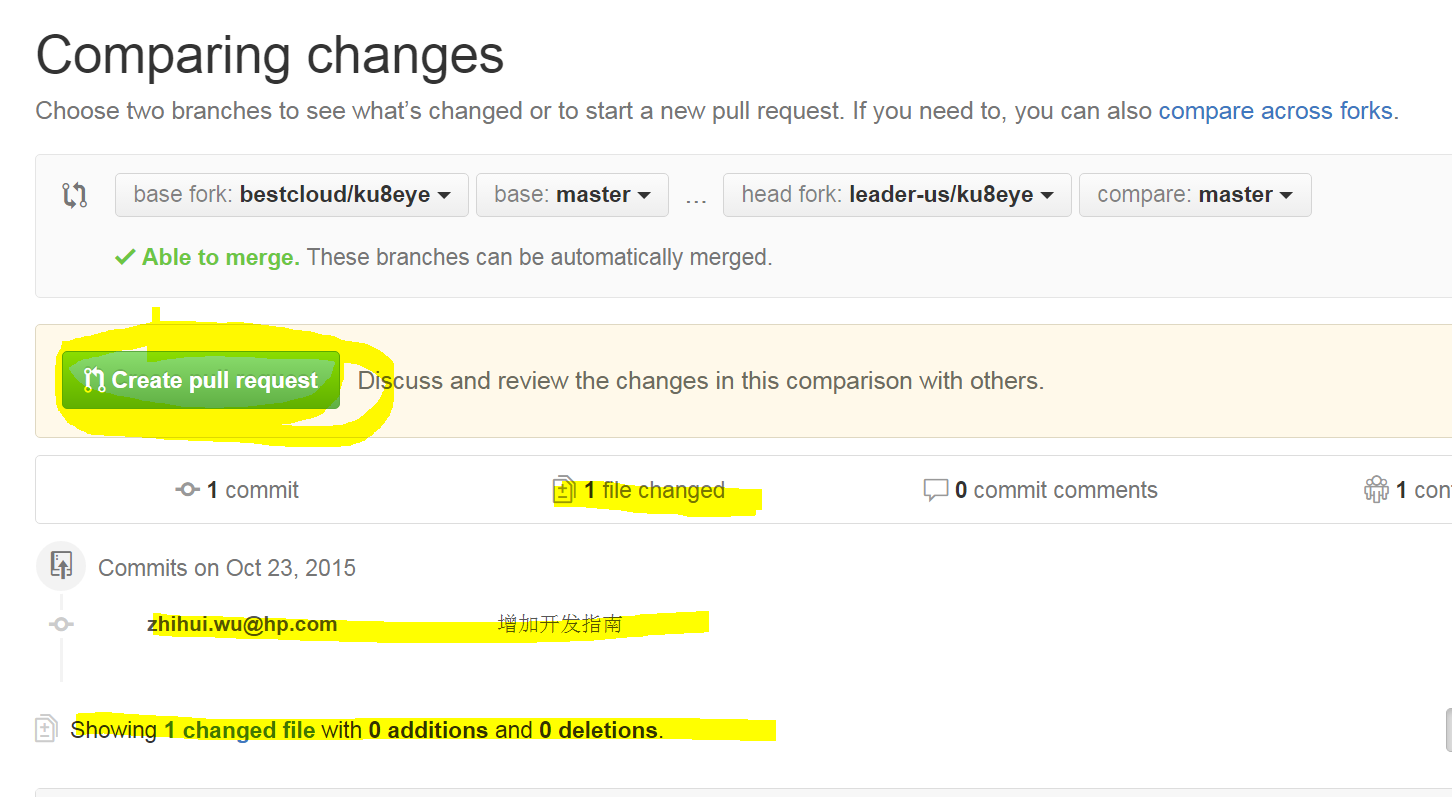 Comparing changes
Choose two branches to see what’s changed or to start a new pull request. If you need to, you can also compare across forks.
base fork: bestcloud/ku8eye base: master ... head fork: leader-us/ku8eye compare: master
Able to merge. These branches can be automatically merged.
Create pull request Discuss and review the changes in this comparison with others.
1 commit 1 file changed 0 commit comments 1
Commits on Oct 23, 2015
zhihui.wu@hp.com 增加开发指南
Showing 1 changed file with 0 additions and 0 deletions.